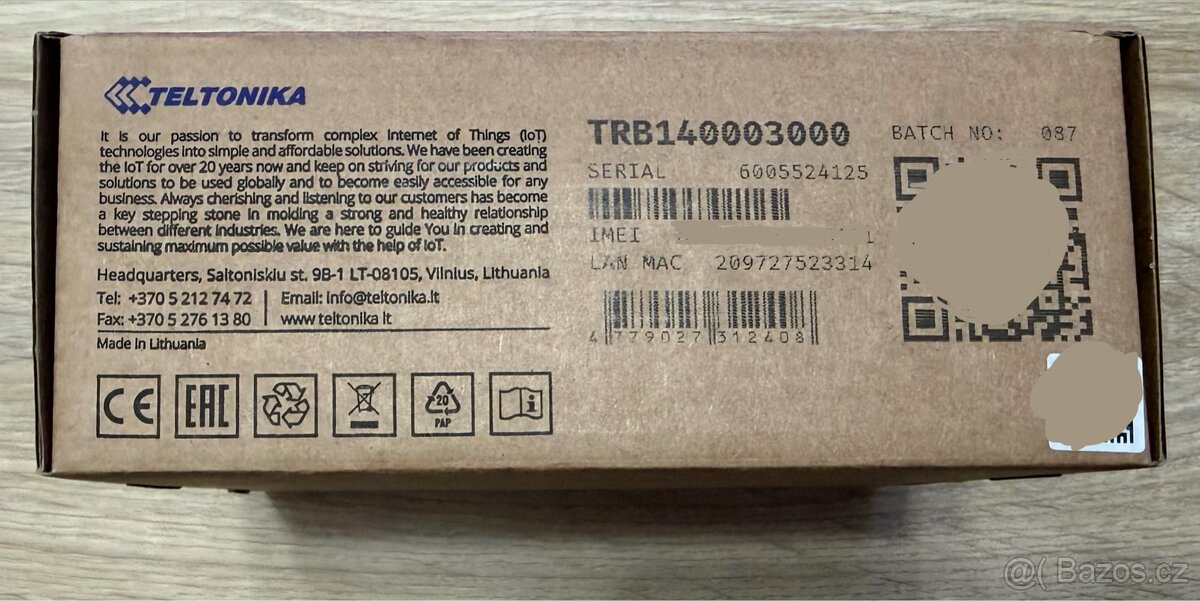 TELTONIKA
It is our passion to transform complex Internet of Things (IoT)
technologies into simple and affordable solutions. We have been creating
the IoT for over 20 years now and keep on striving for our products and
solutions to be used globally and to become easily accessible for any
business. Always cherishing and listening to our customers has become
a key stepping stone in molding a strong and healthy relationship
between different industries. We are here to guide You in creating and
sustaining maximum possible value with the help of IoT.
Headquarters, Saltoniskiu st. 9B-1 LT-08105, Vilnius, Lithuania
Tel: +370 5 212 74 72 | Email: info@teltonika.lt
Fax: +370 5 276 13 80 | www.teltonika.lt
Made in Lithuania
CE
EAC
20
PAP
TRB140003000
BATCH NO: 087
SERIAL 6005524125
IMEI 1
LAN MAC 209727523314
4 779027 312408
@( Bazos.cz